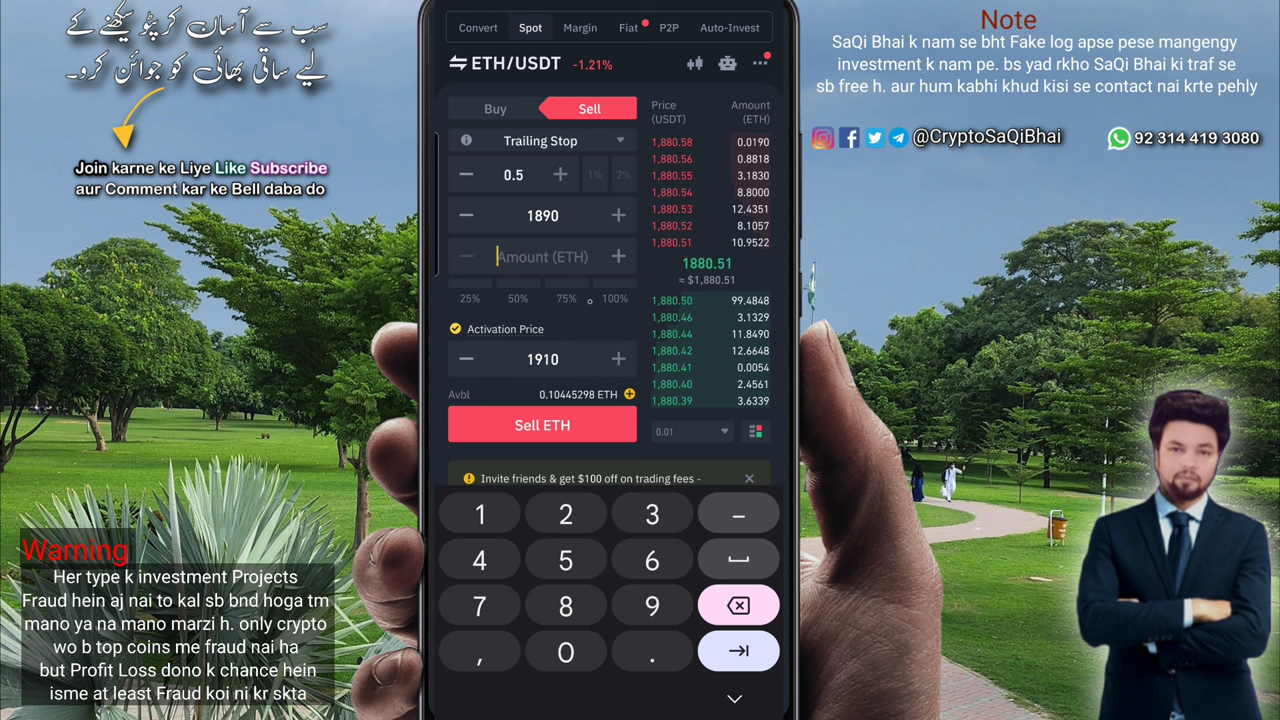 سب سے آسان کرپٹو سیکھنے کے
لیے ساقی بھائی کو جوائن کرو۔
Join karne ke Liye Like Subscribe
aur Comment kar ke Bell daba do
Warning
Her type k investment Projects
Fraud hein aj nai to kal sb bnd hoga tm
mano ya na mano marzi h. only crypto
wo b top coins me fraud nai ha
but Profit Loss dono k chance hein
isme at least Fraud koi ni kr skta
Convert Spot Margin Fiat P2P Auto-Invest
ETH/USDT -1.21%
Buy Sell
Trailing Stop
0.5 1% 2%
1890
Amount (ETH)
25% 50% 75% 100%
Activation Price
1910
Avbl 0.10445298 ETH
Sell ETH
Price (USDT) Amount (ETH)
1,880.58 0.0190
1,880.56 0.8818
1,880.55 3.1830
1,880.54 8.8000
1,880.53 12.4351
1,880.52 8.1057
1,880.51 10.9522
1880.51
≈ $1,880.51
1,880.50 99.4848
1,880.46 3.1329
1,880.44 11.8490
1,880.42 12.6648
1,880.41 0.0054
1,880.40 2.4561
1,880.39 3.6339
0.01
Invite friends & get $100 off on trading fees -
1 2 3 –
4 5 6
7 8 9
, 0 .
Note
SaQi Bhai k nam se bht Fake log apse pese mangengy
investment k nam pe. bs yad rkho SaQi Bhai ki traf se
sb free h. aur hum kabhi khud kisi se contact nai krte pehly
@CryptoSaQiBhai
92 314 419 3080